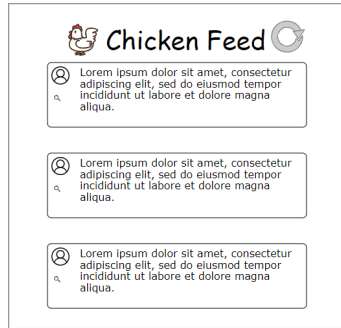 Chicken Feed
Lorem ipsum dolor sit amet, consectetur
adipiscing elit, sed do eiusmod tempor
incididunt ut labore et dolore magna
aliqua.
Lorem ipsum dolor sit amet, consectetur
adipiscing elit, sed do eiusmod tempor
incididunt ut labore et dolore magna
aliqua.
Lorem ipsum dolor sit amet, consectetur
adipiscing elit, sed do eiusmod tempor
incididunt ut labore et dolore magna
aliqua.